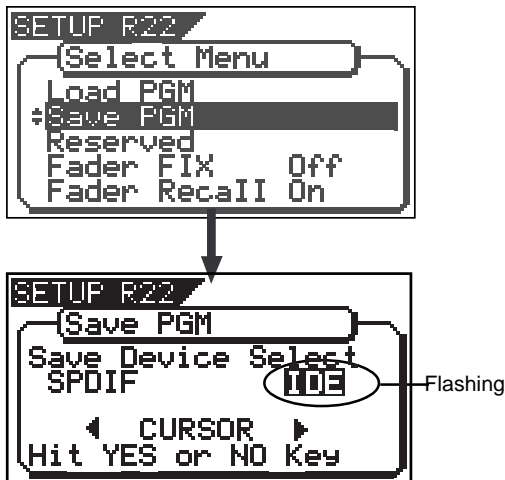 SETUP R22
Select Menu
Load PGM
Save PGM
Reserved
Fader FIX Off
Fader Recall On
SETUP R22
Save PGM
Save Device Select
SPDIF IDE
Flashing
CURSOR
Hit YES or NO Key